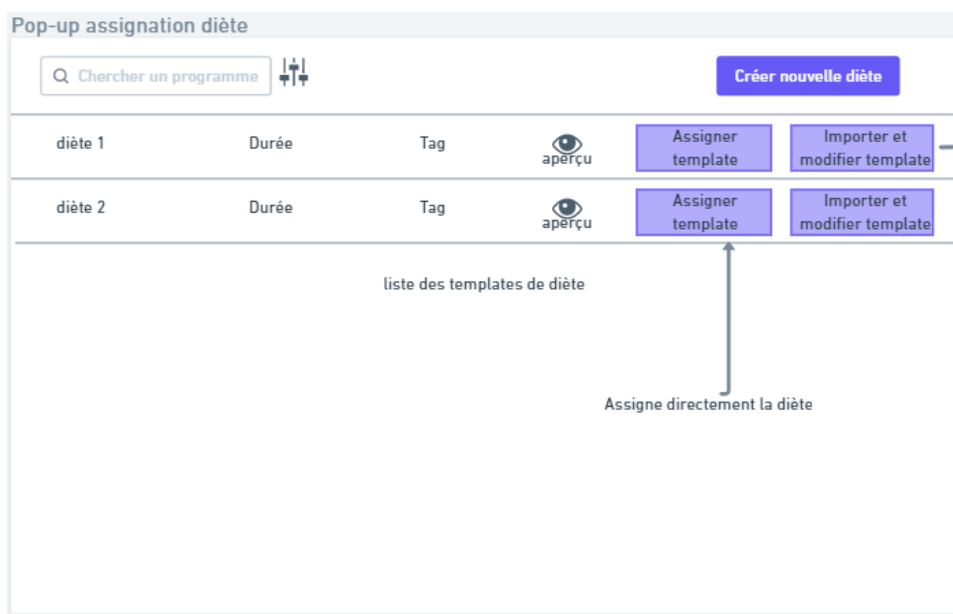 Pop-up assignation diète
Chercher un programme
Créer nouvelle diète
diète 1 Durée Tag aperçu Assigner template Importer et modifier template
diète 2 Durée Tag aperçu Assigner template Importer et modifier template
liste des templates de diète
Assigne directement la diète